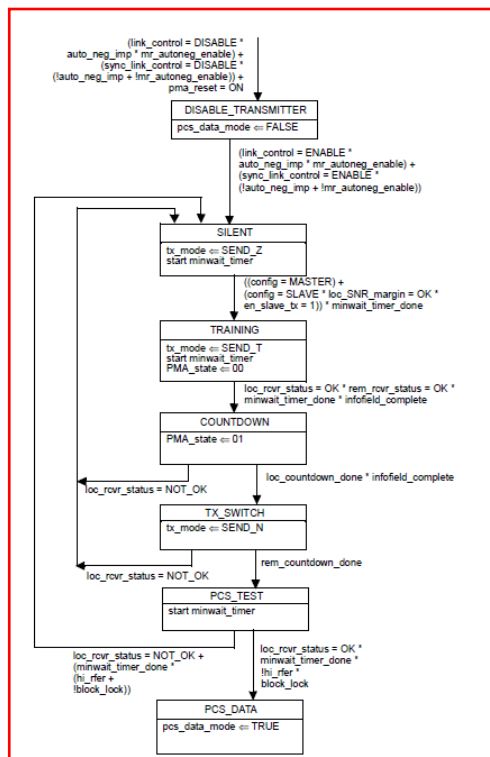 (link_control = DISABLE *
auto_neg_imp * mr_autoneg_enable) +
(sync_link_control = DISABLE *
(!auto_neg_imp + !mr_autoneg_enable)) +
pma_reset = ON
DISABLE_TRANSMITTER
pcs_data_mode ⇐ FALSE
(link_control = ENABLE *
auto_neg_imp * mr_autoneg_enable) +
(sync_link_control = ENABLE *
(!auto_neg_imp + !mr_autoneg_enable))
SILENT
tx_mode ⇐ SEND_Z
start minwait_timer
((config = MASTER) +
(config = SLAVE * loc_SNR_margin = OK *
en_slave_tx = 1)) * minwait_timer_done
TRAINING
tx_mode ⇐ SEND_T
start minwait_timer
PMA_state ⇐ 00
loc_rcvr_status = OK * rem_rcvr_status = OK *
minwait_timer_done * infofield_complete
COUNTDOWN
PMA_state ⇐ 01
loc_rcvr_status = NOT_OK
loc_countdown_done * infofield_complete
TX_SWITCH
tx_mode ⇐ SEND_N
loc_rcvr_status = NOT_OK
rem_countdown_done
PCS_TEST
start minwait_timer
loc_rcvr_status = NOT_OK +
(minwait_timer_done *
(hi_rfer +
!block_lock))
loc_rcvr_status = OK *
minwait_timer_done *
!hi_rfer *
block_lock
PCS_DATA
pcs_data_mode ⇐ TRUE